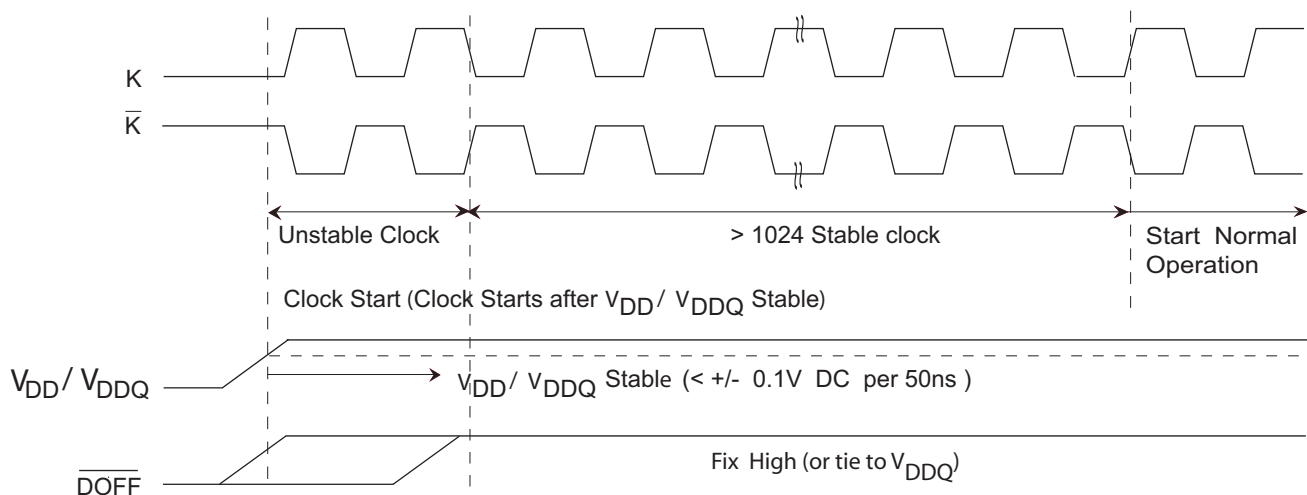 K
K̅
Unstable Clock
> 1024 Stable clock
Start Normal
Operation
Clock Start (Clock Starts after VDD / VDDQ Stable)
VDD / VDDQ
VDD / VDDQ Stable (< +/- 0.1V DC per 50ns )
D̅O̅F̅F̅
Fix High (or tie to VDDQ)